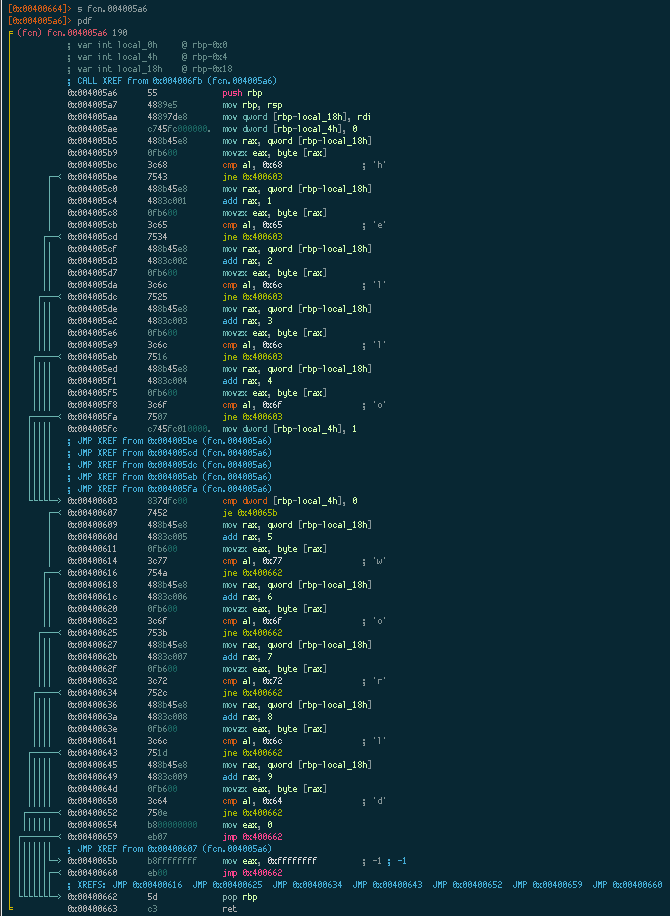 [0x00400664]> s fcn.004005a6
[0x004005a6]> pdf
(fcn) fcn.004005a6 190
; var int local_0h @ rbp-0x0
; var int local_4h @ rbp-0x4
; var int local_18h @ rbp-0x18
; CALL XREF from 0x004006fb (fcn.004005a6)
0x004005a6 55 push rbp
0x004005a7 4889e5 mov rbp, rsp
0x004005aa 48897de8 mov qword [rbp-local_18h], rdi
0x004005ae c745fc000000. mov dword [rbp-local_4h], 0
0x004005b5 488b45e8 mov rax, qword [rbp-local_18h]
0x004005b9 0fb600 movzx eax, byte [rax]
0x004005bc 3c68 cmp al, 0x68 ; 'h'
0x004005be 7543 jne 0x400603
0x004005c0 488b45e8 mov rax, qword [rbp-local_18h]
0x004005c4 4883c001 add rax, 1
0x004005c8 0fb600 movzx eax, byte [rax]
0x004005cb 3c65 cmp al, 0x65 ; 'e'
0x004005cd 7534 jne 0x400603
0x004005cf 488b45e8 mov rax, qword [rbp-local_18h]
0x004005d3 4883c002 add rax, 2
0x004005d7 0fb600 movzx eax, byte [rax]
0x004005da 3c6c cmp al, 0x6c ; 'l'
0x004005dc 7525 jne 0x400603
0x004005de 488b45e8 mov rax, qword [rbp-local_18h]
0x004005e2 4883c003 add rax, 3
0x004005e6 0fb600 movzx eax, byte [rax]
0x004005e9 3c6c cmp al, 0x6c ; 'l'
0x004005eb 7516 jne 0x400603
0x004005ed 488b45e8 mov rax, qword [rbp-local_18h]
0x004005f1 4883c004 add rax, 4
0x004005f5 0fb600 movzx eax, byte [rax]
0x004005f8 3c6f cmp al, 0x6f ; 'o'
0x004005fa 7507 jne 0x400603
0x004005fc c745fc010000. mov dword [rbp-local_4h], 1
; JMP XREF from 0x004005be (fcn.004005a6)
; JMP XREF from 0x004005cd (fcn.004005a6)
; JMP XREF from 0x004005dc (fcn.004005a6)
; JMP XREF from 0x004005eb (fcn.004005a6)
; JMP XREF from 0x004005fa (fcn.004005a6)
0x00400603 837dfc00 cmp dword [rbp-local_4h], 0
0x00400607 7452 je 0x40065b
0x00400609 488b45e8 mov rax, qword [rbp-local_18h]
0x0040060d 4883c005 add rax, 5
0x00400611 0fb600 movzx eax, byte [rax]
0x00400614 3c77 cmp al, 0x77 ; 'w'
0x00400616 754a jne 0x400662
0x00400618 488b45e8 mov rax, qword [rbp-local_18h]
0x0040061c 4883c006 add rax, 6
0x00400620 0fb600 movzx eax, byte [rax]
0x00400623 3c6f cmp al, 0x6f ; 'o'
0x00400625 753b jne 0x400662
0x00400627 488b45e8 mov rax, qword [rbp-local_18h]
0x0040062b 4883c007 add rax, 7
0x0040062f 0fb600 movzx eax, byte [rax]
0x00400632 3c72 cmp al, 0x72 ; 'r'
0x00400634 752c jne 0x400662
0x00400636 488b45e8 mov rax, qword [rbp-local_18h]
0x0040063a 4883c008 add rax, 8
0x0040063e 0fb600 movzx eax, byte [rax]
0x00400641 3c6c cmp al, 0x6c ; 'l'
0x00400643 751d jne 0x400662
0x00400645 488b45e8 mov rax, qword [rbp-local_18h]
0x00400649 4883c009 add rax, 9
0x0040064d 0fb600 movzx eax, byte [rax]
0x00400650 3c64 cmp al, 0x64 ; 'd'
0x00400652 750e jne 0x400662
0x00400654 b800000000 mov eax, 0
0x00400659 eb07 jmp 0x400662
; JMP XREF from 0x00400607 (fcn.004005a6)
0x0040065b b8ffffffff mov eax, 0xffffffff ; -1 ; -1
0x00400660 eb00 jmp 0x400662
; XREFS: JMP 0x00400616 JMP 0x00400625 JMP 0x00400634 JMP 0x00400643 JMP 0x00400652 JMP 0x00400659 JMP 0x00400660
0x00400662 5d pop rbp
0x00400663 c3 ret